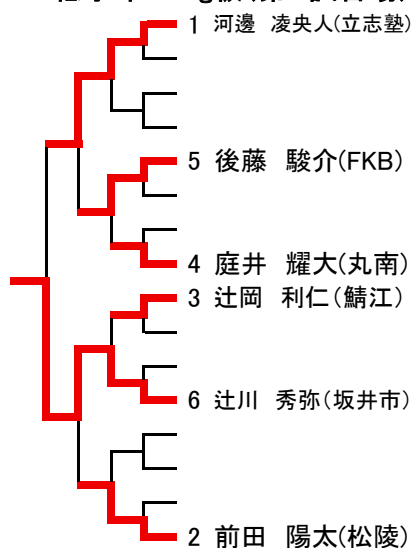 1 河邊 凌央人(立志塾)
5 後藤 駿介(FKB)
4 庭井 耀大(丸南)
3 辻岡 利仁(鯖江)
6 辻川 秀弥(坂井市)
2 前田 陽太(松陵)